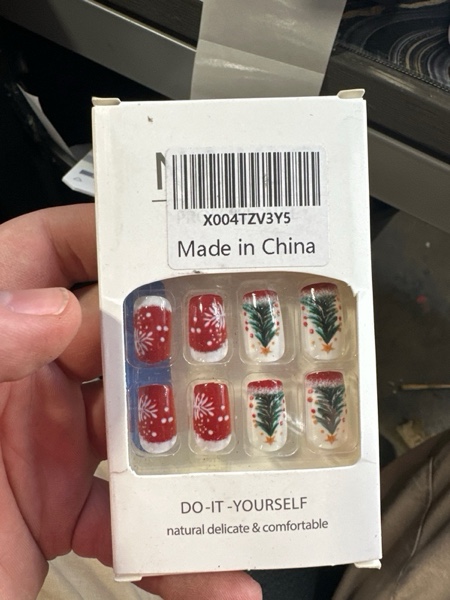 X004TZV3Y5
Made in China
DO-IT-YOURSELF
natural delicate & comfortable